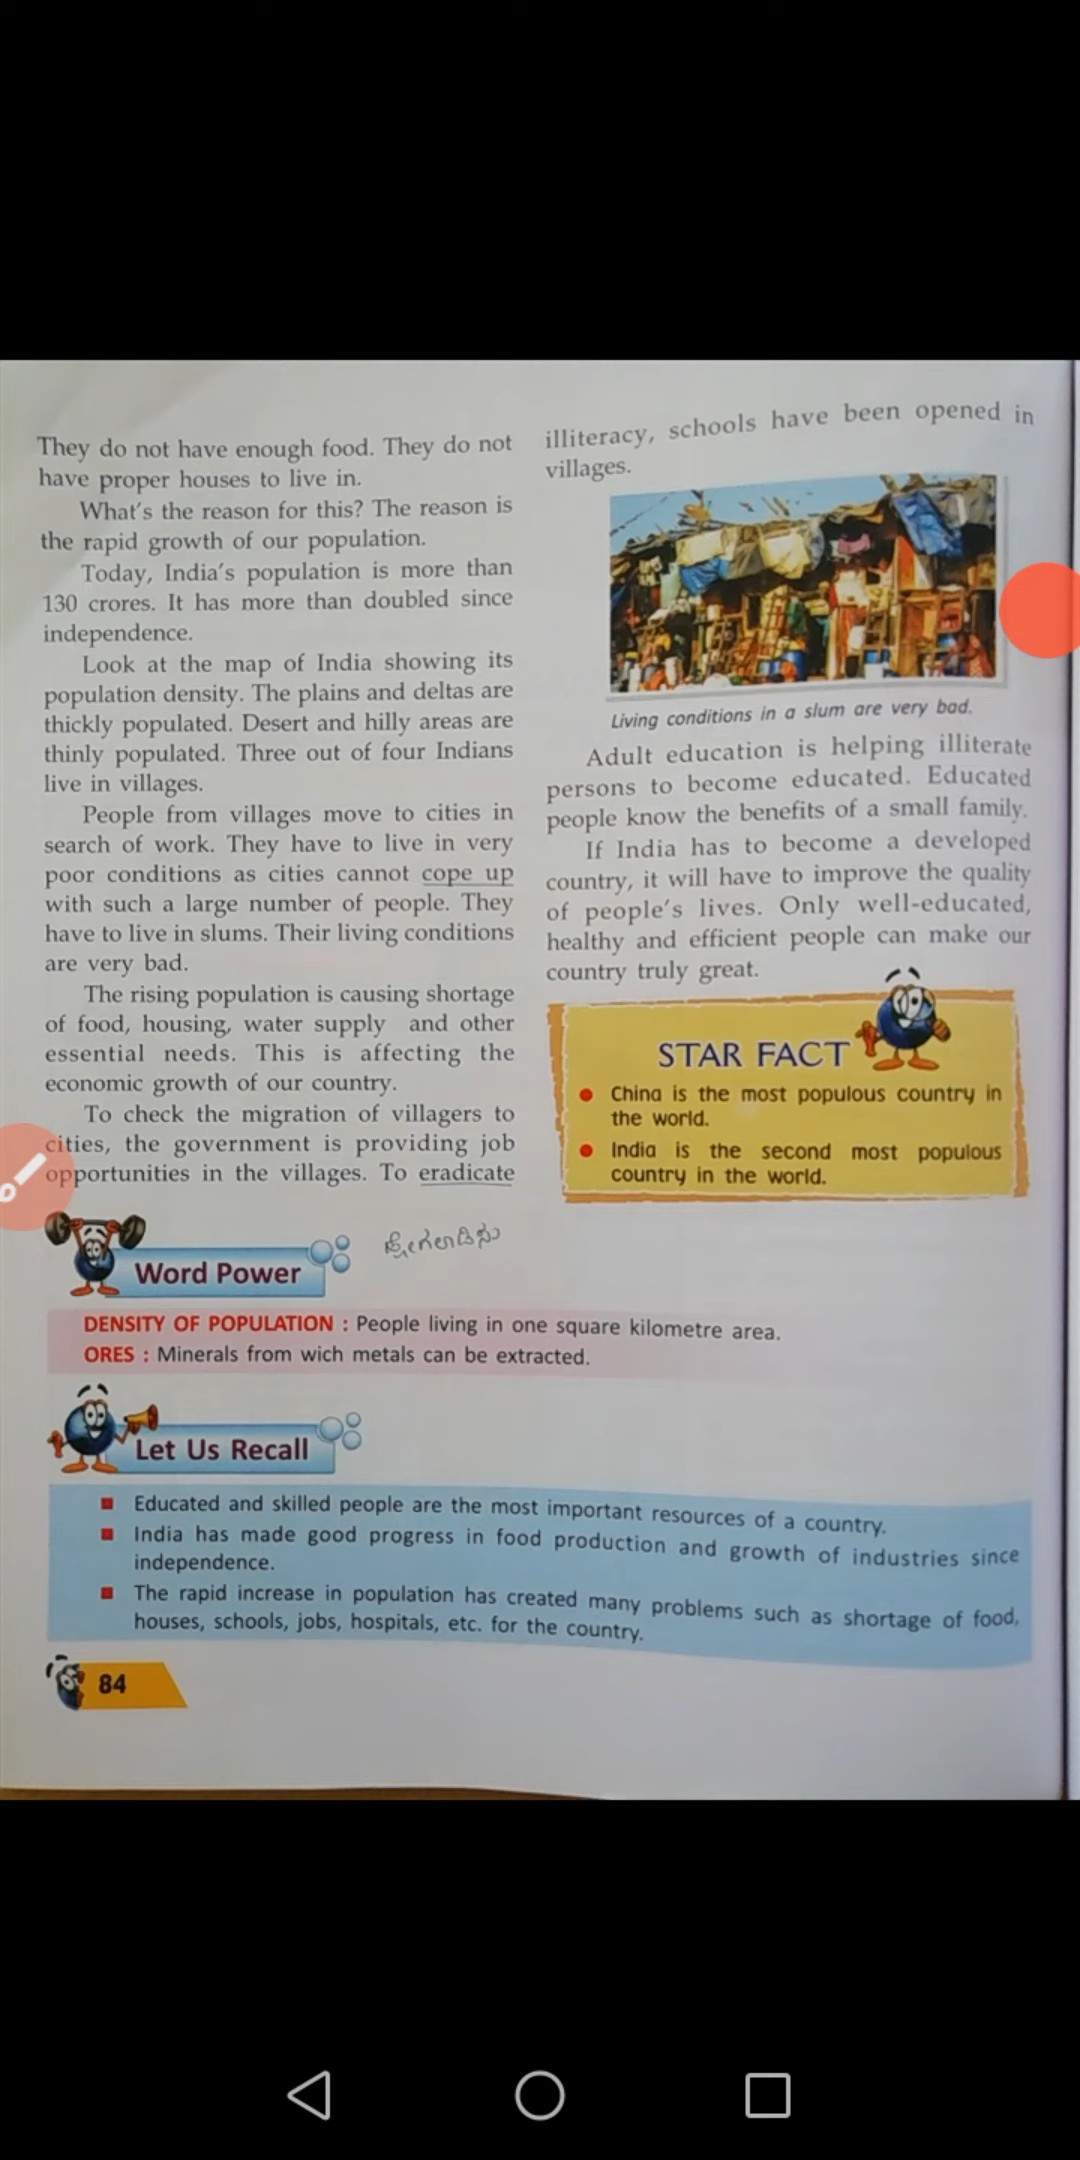 They do not have enough food. They do not
have proper houses to live in.
What's the reason for this? The reason is
the rapid growth of our population.
Today, India's population is more than
130 crores. It has more than doubled since
independence.
Look at the map of India showing its
population density. The plains and deltas are
thickly populated. Desert and hilly areas are
thinly populated. Three out of four Indians
live in villages.
People from villages move to cities in
search of work. They have to live in very
poor conditions as cities cannot cope up
with such a large number of people. They
have to live in slums. Their living conditions
are very bad.
The rising population is causing shortage
of food, housing, water supply and other
essential needs. This is affecting the
economic growth of our country.
To check the migration of villagers to
cities, the government is providing job
opportunities in the villages. To eradicate
illiteracy, schools have been opened in
villages.
Living conditions in a slum are very bad.
Adult education is helping illiterate
persons to become educated. Educated
people know the benefits of a small family.
If India has to become a developed
country, it will have to improve the quality
of people's lives. Only well-educated,
healthy and efficient people can make our
country truly great.
STAR FACT
China is the most populous country in
the world.
India is the second most populous
country in the world.
ಹೋಗಲಾಡಿಸು
Word Power
DENSITY OF POPULATION : People living in one square kilometre area.
ORES : Minerals from wich metals can be extracted.
Let Us Recall
Educated and skilled people are the most important resources of a country.
India has made good progress in food production and growth of industries since
independence.
The rapid increase in population has created many problems such as shortage of food,
houses, schools, jobs, hospitals, etc. for the country.
84